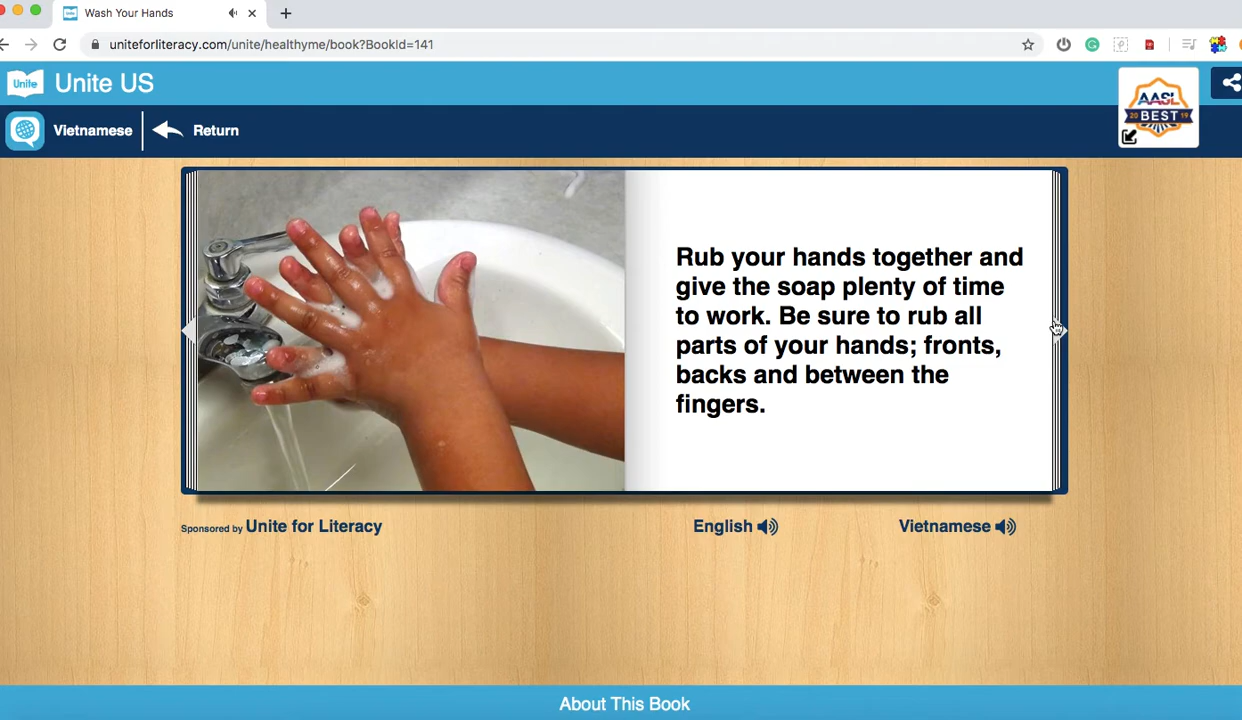 Wash Your Hands
uniteforliteracy.com/unite/healthyme/book?BookId=141
Unite Unite US
AASL
2019 BEST
Vietnamese Return
Rub your hands together and
give the soap plenty of time
to work. Be sure to rub all
parts of your hands; fronts,
backs and between the
fingers.
Sponsored by Unite for Literacy English Vietnamese
About This Book